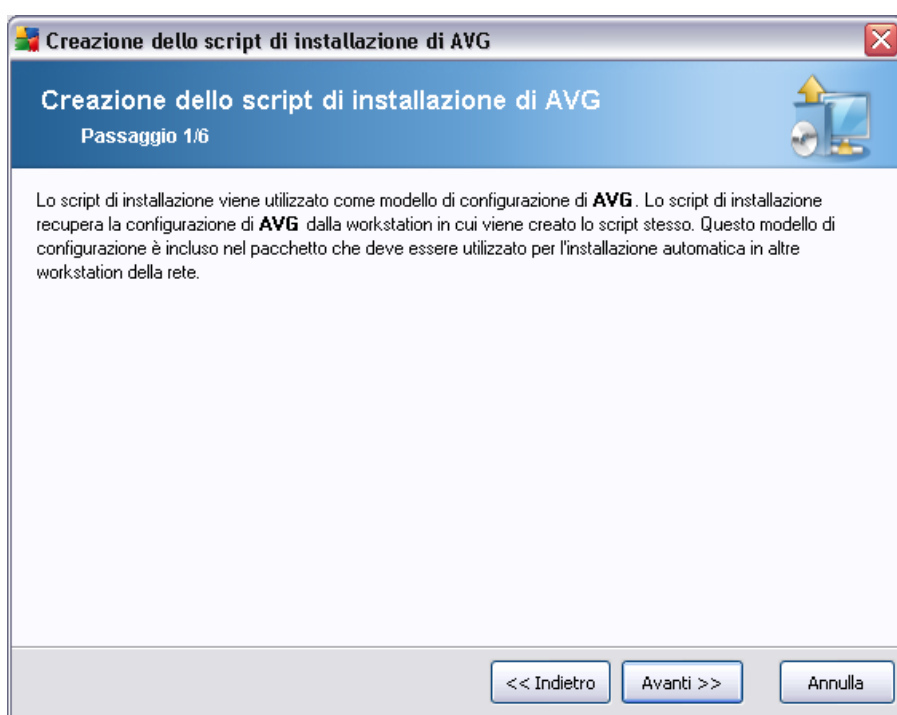 Creazione dello script di installazione di AVG
Creazione dello script di installazione di AVG
Passaggio 1/6
Lo script di installazione viene utilizzato come modello di configurazione di AVG. Lo script di installazione
recupera la configurazione di AVG dalla workstation in cui viene creato lo script stesso. Questo modello di
configurazione è incluso nel pacchetto che deve essere utilizzato per l'installazione automatica in altre
workstation della rete.
<< Indietro
Avanti >>
Annulla